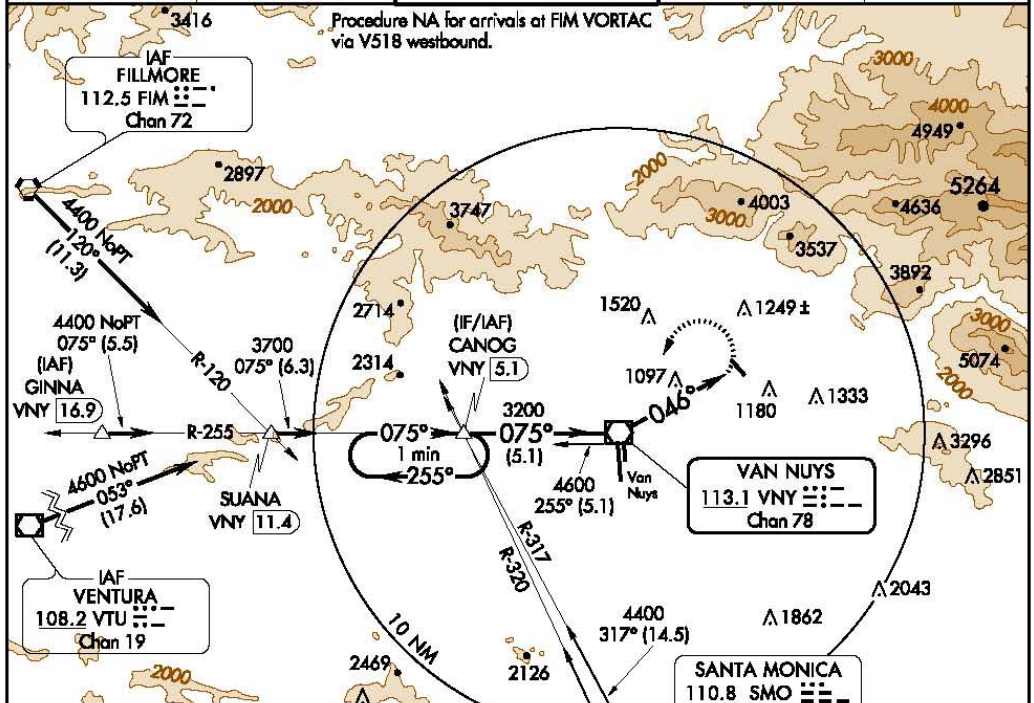 Procedure NA for arrivals at FIM VORTAC
via V518 westbound.
3416
IAF
FILLMORE
112.5 FIM
Chan 72
3000
4000
4949
2897
2000
2000
5264
4636
4003
3000
3747
3537
4400 NoPT
120°
(11.3)
3892
2714
1520
1249±
3000
5074
2000
4400 NoPT
075° (5.5)
(IAF)
GINNA
VNY 16.9
R-120
3700
075° (6.3)
2314
(IF/IAF)
CANOG
VNY 5.1
1097
046°
1180
1333
R-255
075°
1 min
255°
3200
075°
(5.1)
3296
2851
4600 NoPT
053°
(17.6)
SUANA
VNY 11.4
4600
255° (5.1)
Van
Nuys
VAN NUYS
113.1 VNY
Chan 78
R-317
R-320
IAF
VENTURA
108.2 VTU
Chan 19
2043
1862
4400
317° (14.5)
10 NM
2126
2469
2000
SANTA MONICA
110.8 SMO